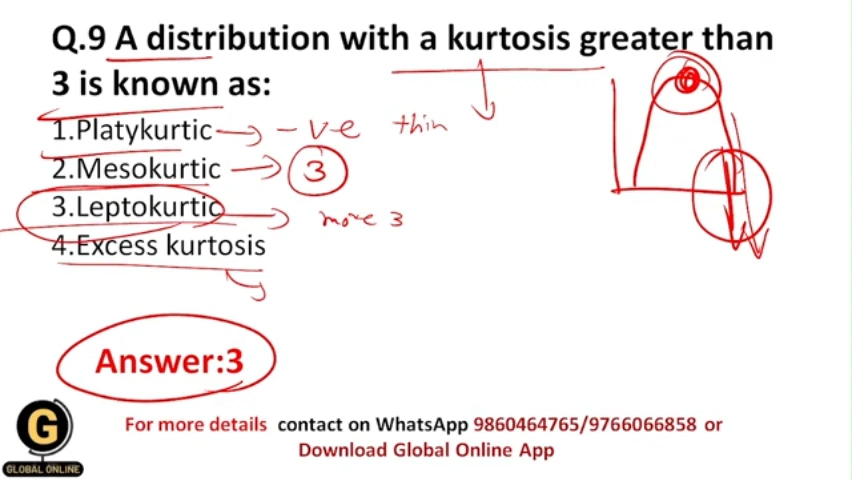 Q.9 A distribution with a kurtosis greater than
3 is known as:
1.Platykurtic - ve thin
2.Mesokurtic 3
3.Leptokurtic more 3
4.Excess kurtosis
Answer:3
G
GLOBAL ONLINE
For more details contact on WhatsApp 9860464765/9766066858 or
Download Global Online App